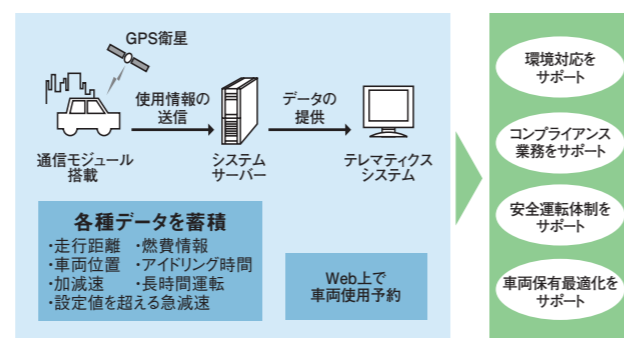 GPS衛星
使用情報の
送信
データの
提供
通信モジュール
搭載
システム
サーバー
テレマティクス
システム
各種データを蓄積
・走行距離 ・燃費情報
・車両位置 ・アイドリング時間
・加減速 ・長時間運転
・設定値を超える急減速
Web上で
車両使用予約
環境対応を
サポート
コンプライアンス
業務をサポート
安全運転体制を
サポート
車両保有最適化を
サポート